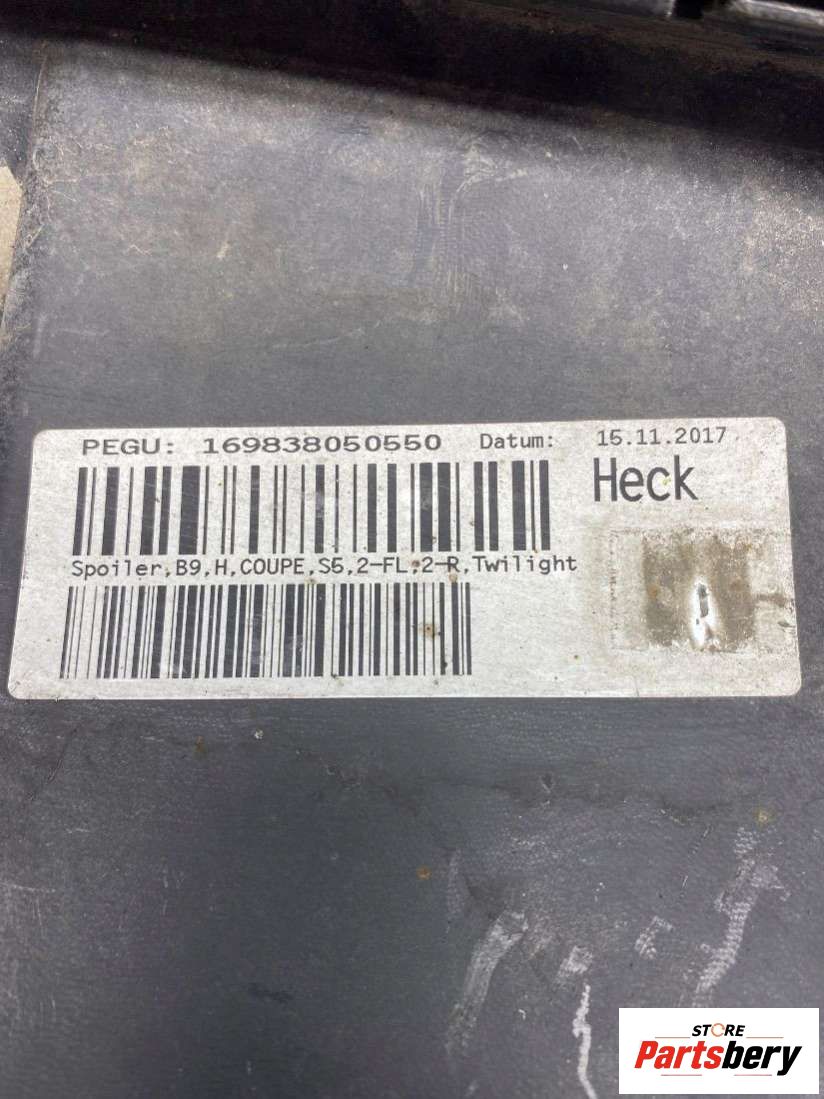 PEGU: 169838050550 Datum: 15.11.2017
Heck
Spoiler,B9,H,COUPE,S5,2-FL,2-R,Twilight
STORE
Partsbery